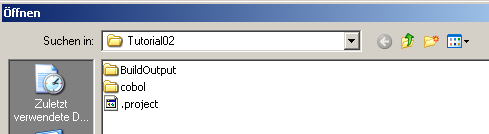 Öffnen
Suchen in: Tutorial02
BuildOutput
cobol
.project
Zuletzt
verwendete D...